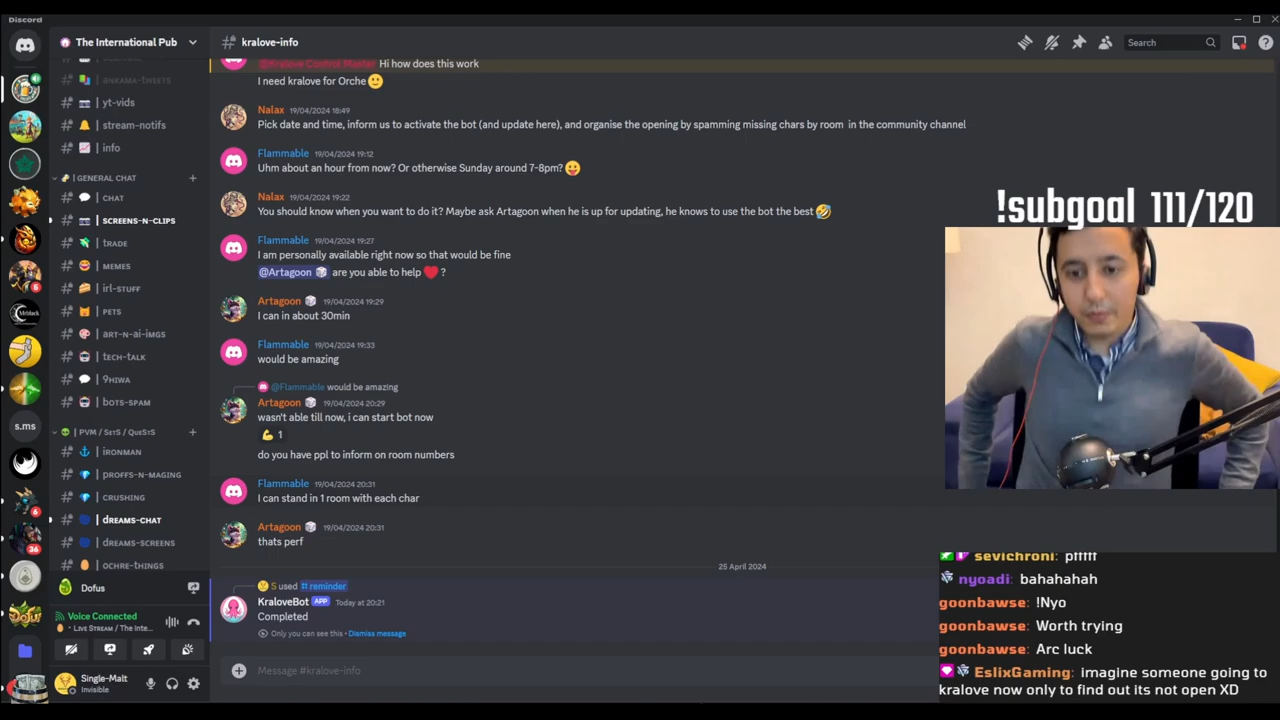 Discord
The International Pub
kralove-info
Search
@Kralove Control Master Hi how does this work
I need kralove for Orche
Nalax 19/04/2024 18:49
Pick date and time, inform us to activate the bot (and update here), and organise the opening by spamming missing chars by room in the community channel
Flammable 19/04/2024 19:12
Uhm about an hour from now? Or otherwise Sunday around 7-8pm?
Nalax 19/04/2024 19:22
You should know when you want to do it? Maybe ask Artagoon when he is up for updating, he knows to use the bot the best
Flammable 19/04/2024 19:27
I am personally available right now so that would be fine
@Artagoon are you able to help ?
Artagoon 19/04/2024 19:29
I can in about 30min
Flammable 19/04/2024 19:33
would be amazing
@Flammable would be amazing
Artagoon 19/04/2024 20:29
wasn't able till now, i can start bot now
1
do you have ppl to inform on room numbers
Flammable 19/04/2024 20:31
I can stand in 1 room with each char
Artagoon 19/04/2024 20:31
thats perf
25 April 2024
S used reminder
KraloveBot APP Today at 20:21
Completed
Only you can see this • Dismiss message
Message #kralove-info
ankama-tweets
yt-vids
stream-notifs
info
GENERAL CHAT
chat
screens-n-clips
trade
memes
irl-stuff
pets
art-n-ai-imgs
tech-talk
9hiwa
bots-spam
PvM / Sets / Quests
ironman
proffs-n-maging
crushing
dreams-chat
dreams-screens
ochre-things
Dofus
Voice Connected
Live Stream / The Inte...
Single-Malt
Invisible
Mrblack
s.ms
5
6
36
!subgoal 111/120
sevichroni: pfffff
nyoadi: bahahahah
goonbawse: !Nyo
goonbawse: Worth trying
goonbawse: Arc luck
EslixGaming: imagine someone going to
kralove now only to find out its not open XD